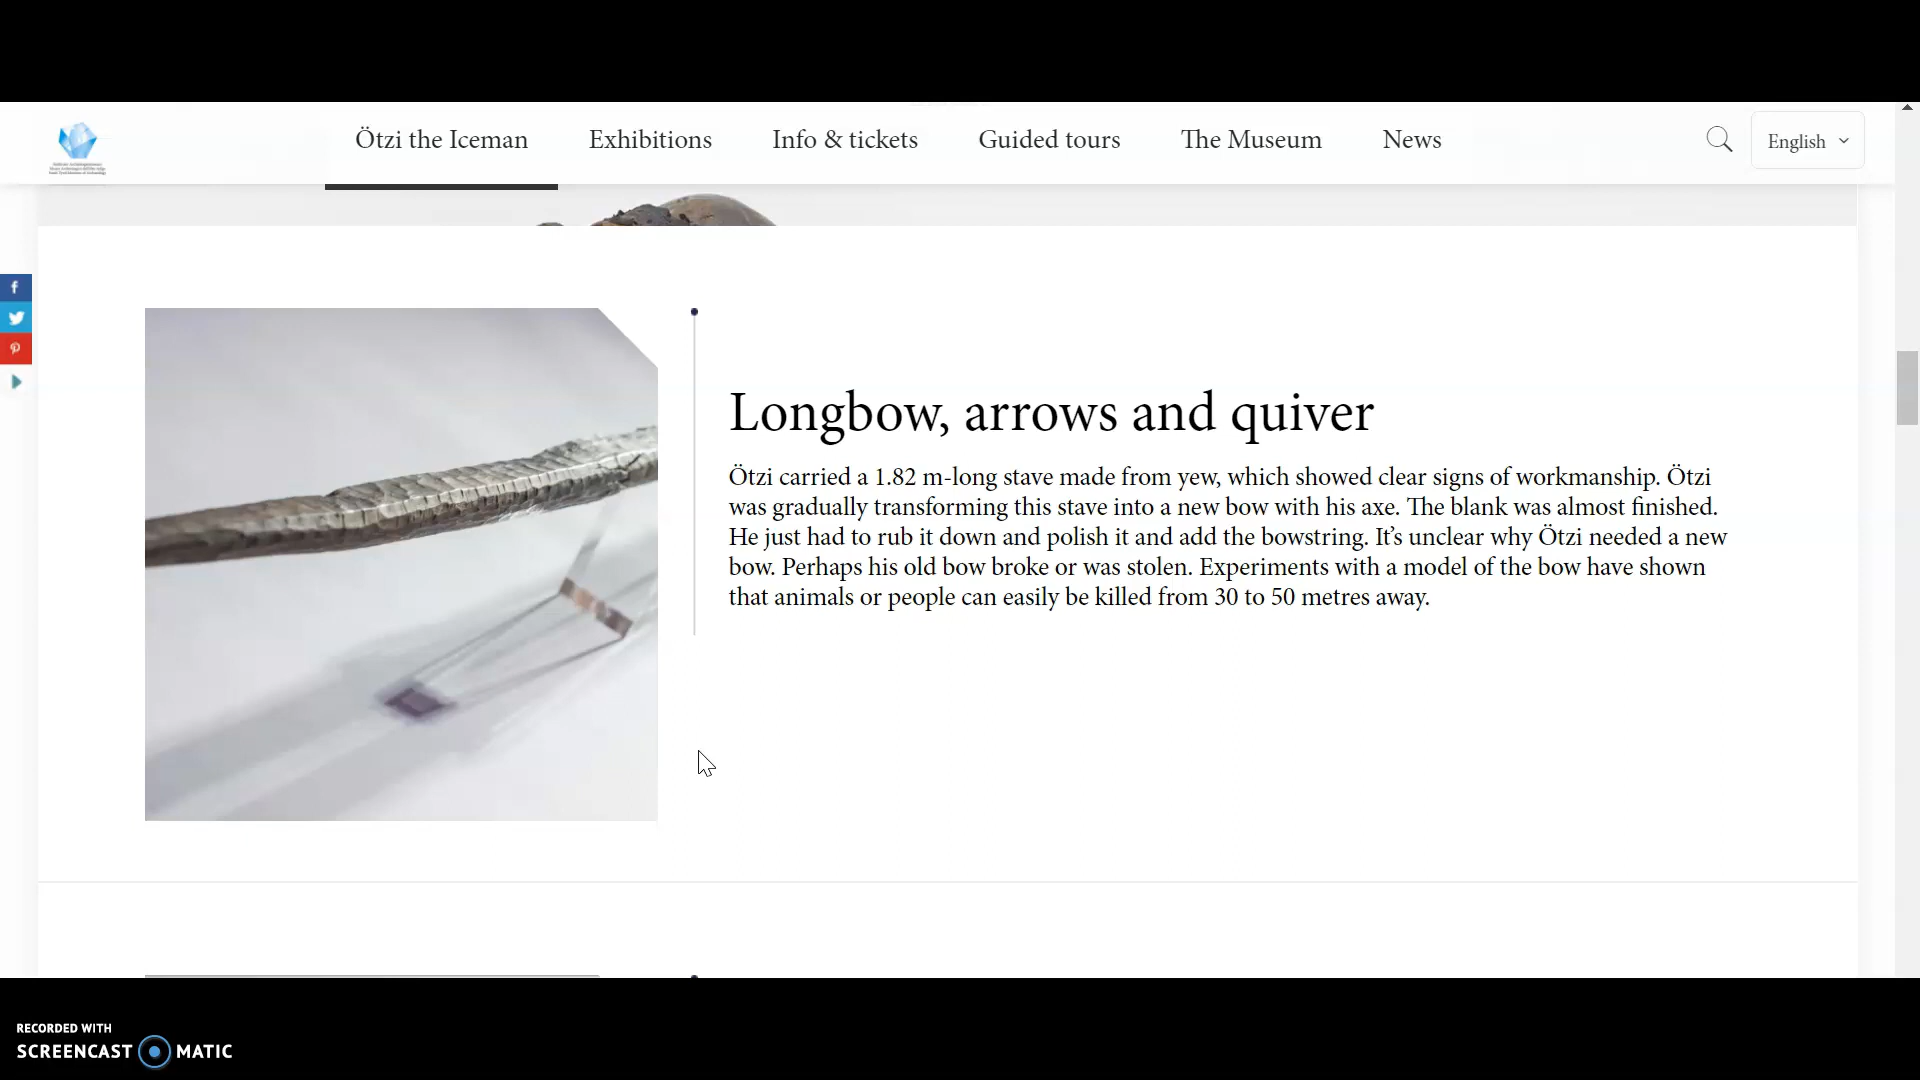 Ötzi the Iceman
Exhibitions
Info & tickets
Guided tours
The Museum
News
English
Longbow, arrows and quiver
Ötzi carried a 1.82 m-long stave made from yew, which showed clear signs of workmanship. Ötzi
was gradually transforming this stave into a new bow with his axe. The blank was almost finished.
He just had to rub it down and polish it and add the bowstring. It’s unclear why Ötzi needed a new
bow. Perhaps his old bow broke or was stolen. Experiments with a model of the bow have shown
that animals or people can easily be killed from 30 to 50 metres away.
RECORDED WITH
SCREENCAST MATIC